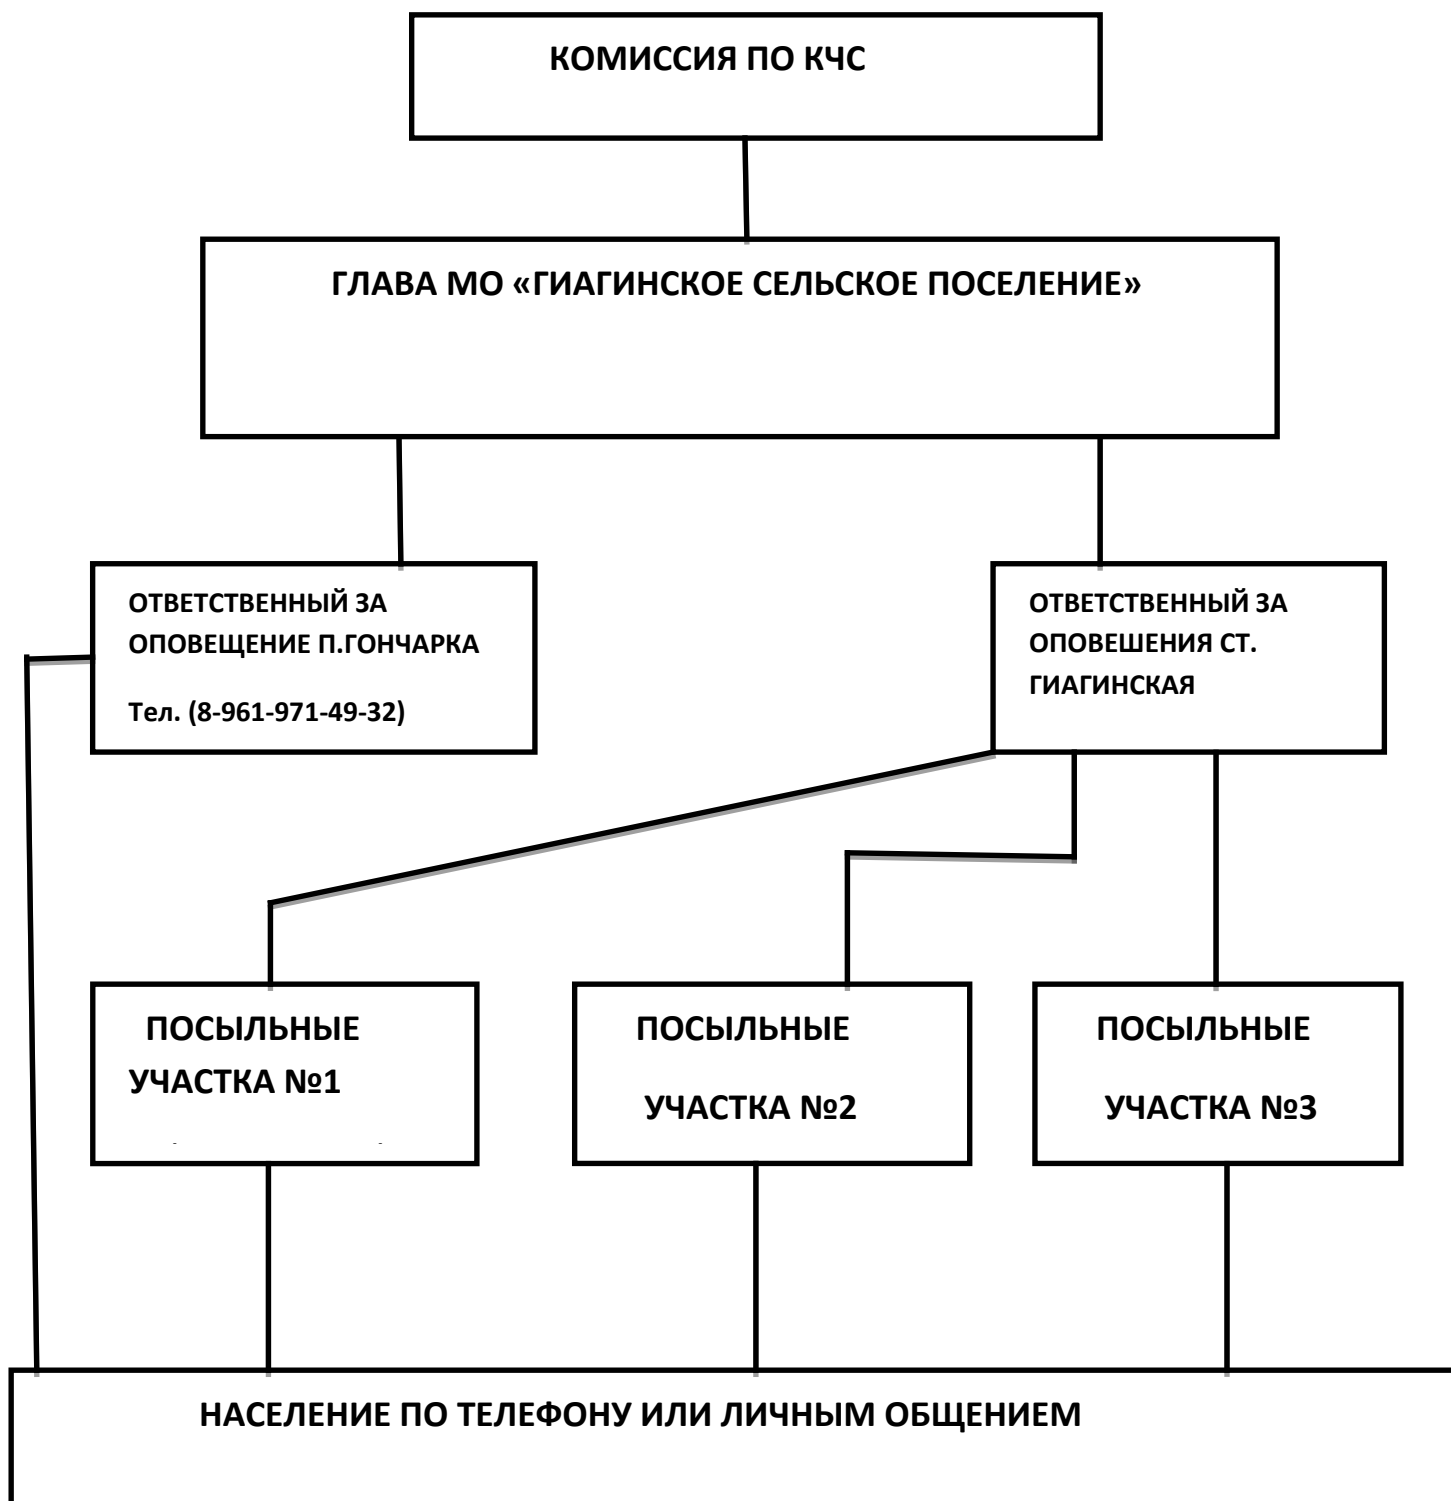 КОМИССИЯ ПО КЧС
ГЛАВА МО «ГИАГИНСКОЕ СЕЛЬСКОЕ ПОСЕЛЕНИЕ»
ОТВЕТСТВЕННЫЙ ЗА
ОПОВЕЩЕНИЕ П.ГОНЧАРКА
Тел. (8-961-971-49-32)
ОТВЕТСТВЕННЫЙ ЗА
ОПОВЕШЕНИЯ СТ.
ГИАГИНСКАЯ
ПОСЫЛЬНЫЕ
УЧАСТКА №1
ПОСЫЛЬНЫЕ
УЧАСТКА №2
ПОСЫЛЬНЫЕ
УЧАСТКА №3
НАСЕЛЕНИЕ ПО ТЕЛЕФОНУ ИЛИ ЛИЧНЫМ ОБЩЕНИЕМ